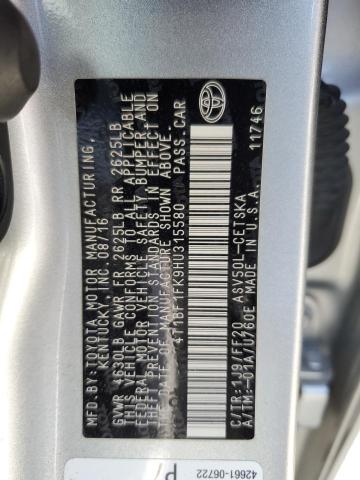 MFD.BY:TOYOTA MOTOR MANUFACTURING,
KENTUCKY, INC. 08/16
GVWR 4630LB GAWR FR 2625LB RR 2625LB
THIS VEHICLE CONFORMS TO ALL APPLICABLE
FEDERAL MOTOR VEHICLE SAFETY, BUMPER, AND
THEFT PREVENTION STANDARDS IN EFFECT ON
THE DATE OF MANUFACTURE SHOWN ABOVE.
4T1BF1FK9HU315580 PASS.CAR
C/TR:1J9/FF20 ASV50L-CETSKA
A/TM:-01A/U760E MADE IN U.S.A. 11746
TOYOTA
42661-06722